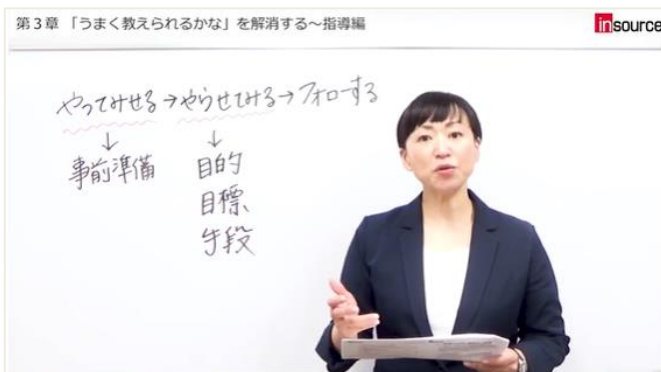 第3章 「うまく教えられるかな」を解消する～指導編
insource
やってみせる→やらせてみる→フォローする
↓ ↓
事前準備 目的
目標
手段